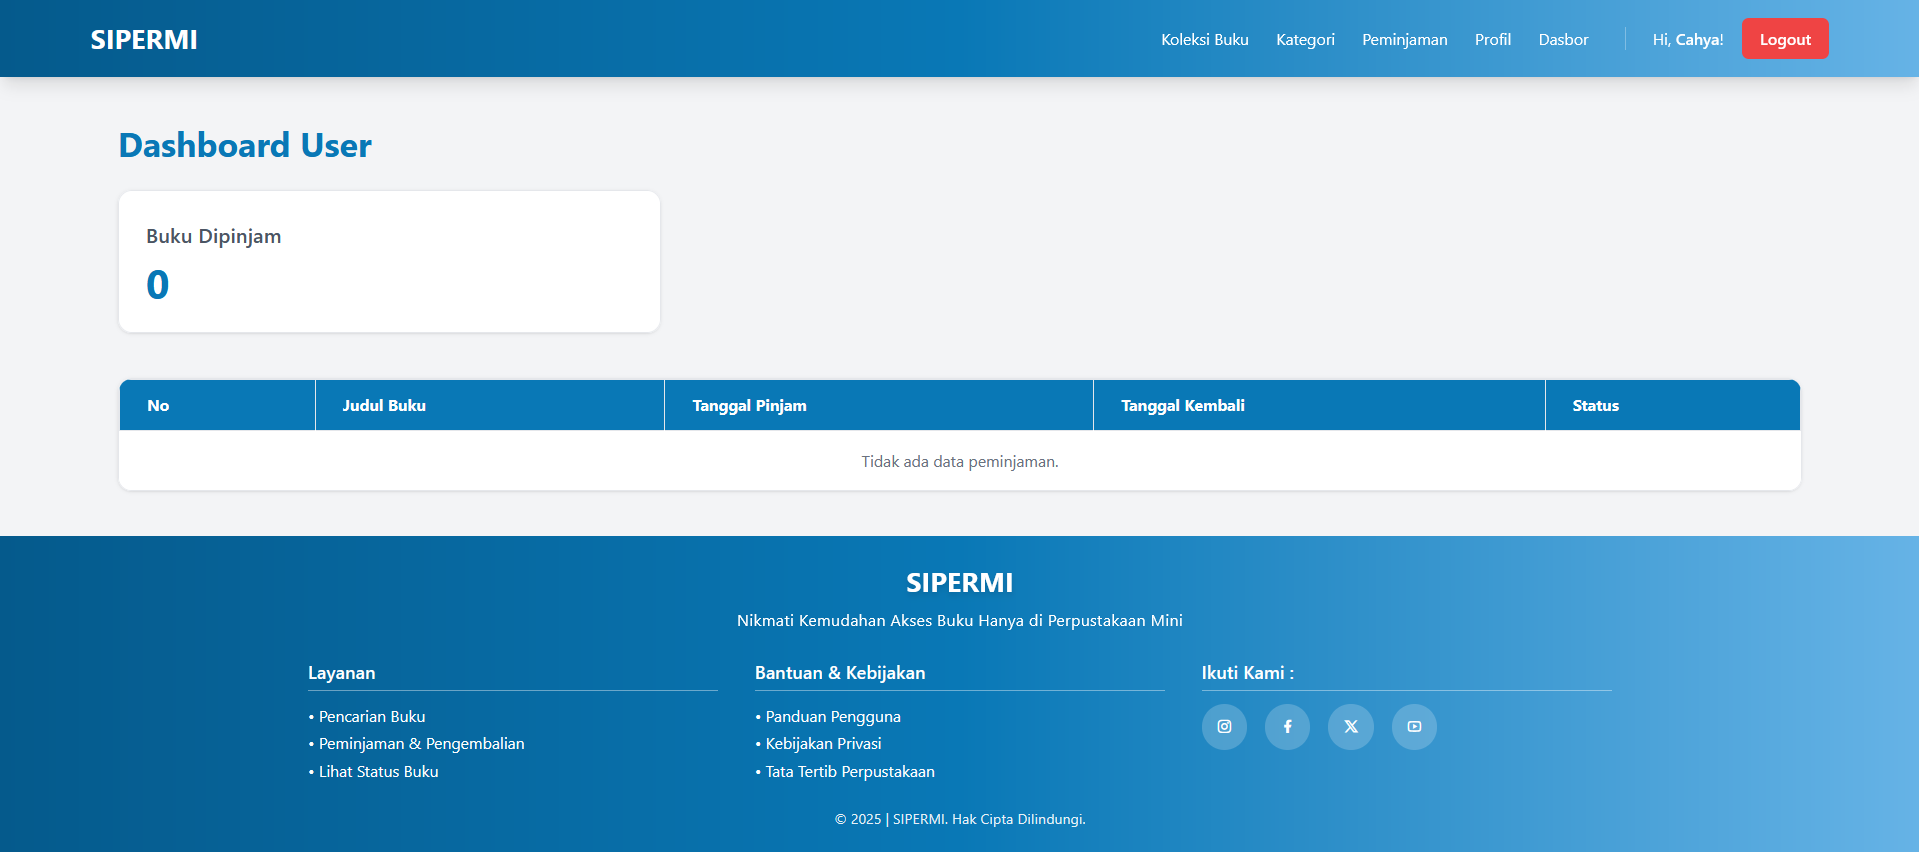 SIPERMI
Koleksi Buku Kategori Peminjaman Profil Dasbor Hi, Cahya! Logout
Dashboard User
Buku Dipinjam
0
No Judul Buku Tanggal Pinjam Tanggal Kembali Status
Tidak ada data peminjaman.
SIPERMI
Nikmati Kemudahan Akses Buku Hanya di Perpustakaan Mini
Layanan
• Pencarian Buku
• Peminjaman & Pengembalian
• Lihat Status Buku
Bantuan & Kebijakan
• Panduan Pengguna
• Kebijakan Privasi
• Tata Tertib Perpustakaan
Ikuti Kami :
© 2025 | SIPERMI. Hak Cipta Dilindungi.